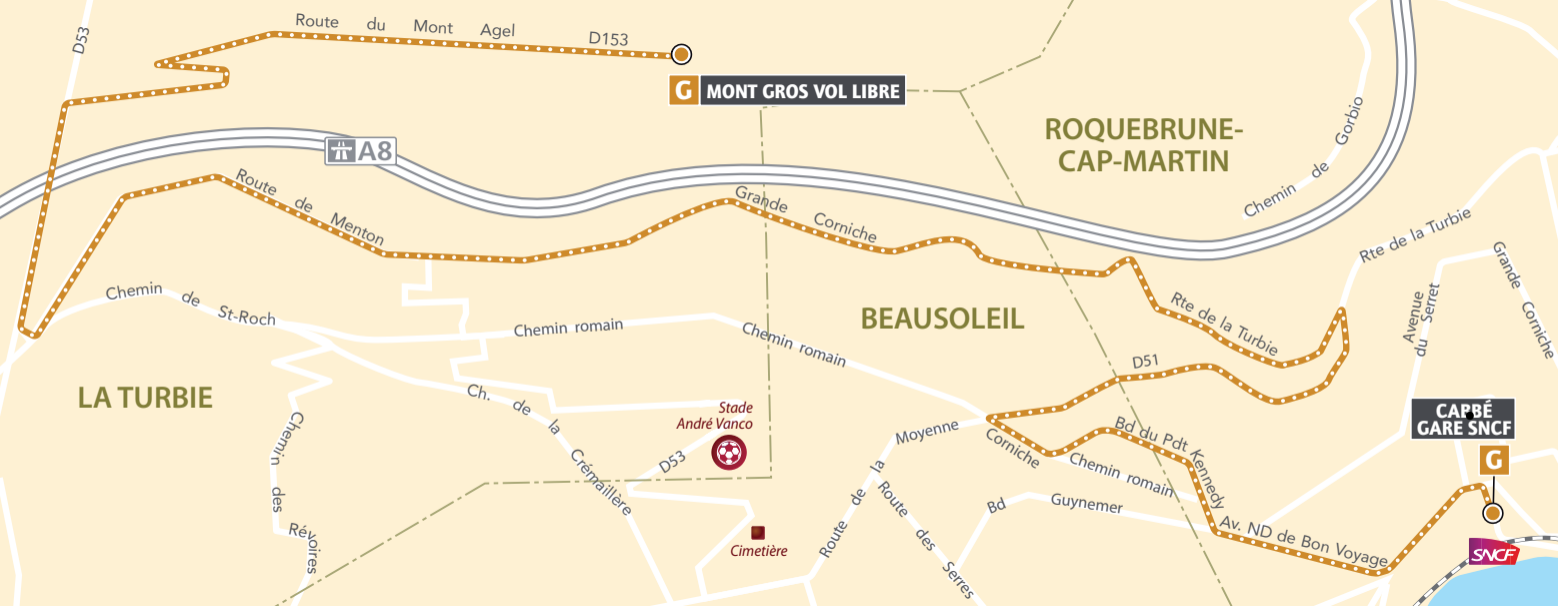 D53
Route du Mont Agel D153
G MONT GROS VOL LIBRE
A8
ROQUEBRUNE-
CAP-MARTIN
Chemin de Gorbio
Route de Menton
Grande Corniche
Rte de la Turbie
Grande Corniche
Chemin de St-Roch
Chemin romain
Chemin romain
BEAUSOLEIL
Rte de la Turbie
Avenue
du Serret
D51
LA TURBIE
Ch. de la Crémaillère
Stade
André Vanco
D53
Chemin des Révoires
Cimetière
Route de la Moyenne Corniche
Route des Serres
Bd Guynemer
Chemin romain
Bd du Pdt Kennedy
Av. ND de Bon Voyage
CARBÉ
GARE SNCF
G
SNCF